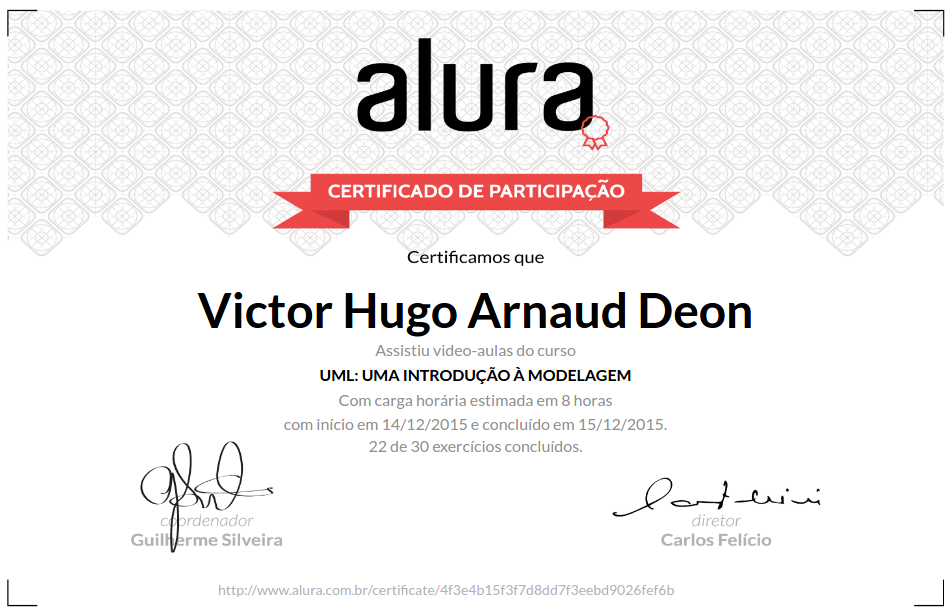 alura
CERTIFICADO DE PARTICIPAÇÃO
Certificamos que
Victor Hugo Arnaud Deon
Assistiu video-aulas do curso
UML: UMA INTRODUÇÃO À MODELAGEM
Com carga horária estimada em 8 horas
com início em 14/12/2015 e concluído em 15/12/2015.
22 de 30 exercícios concluídos.
coordenador
Guilherme Silveira
diretor
Carlos Felício
http://www.alura.com.br/certificate/4f3e4b15f3f7d8dd7f3eebd9026fef6b